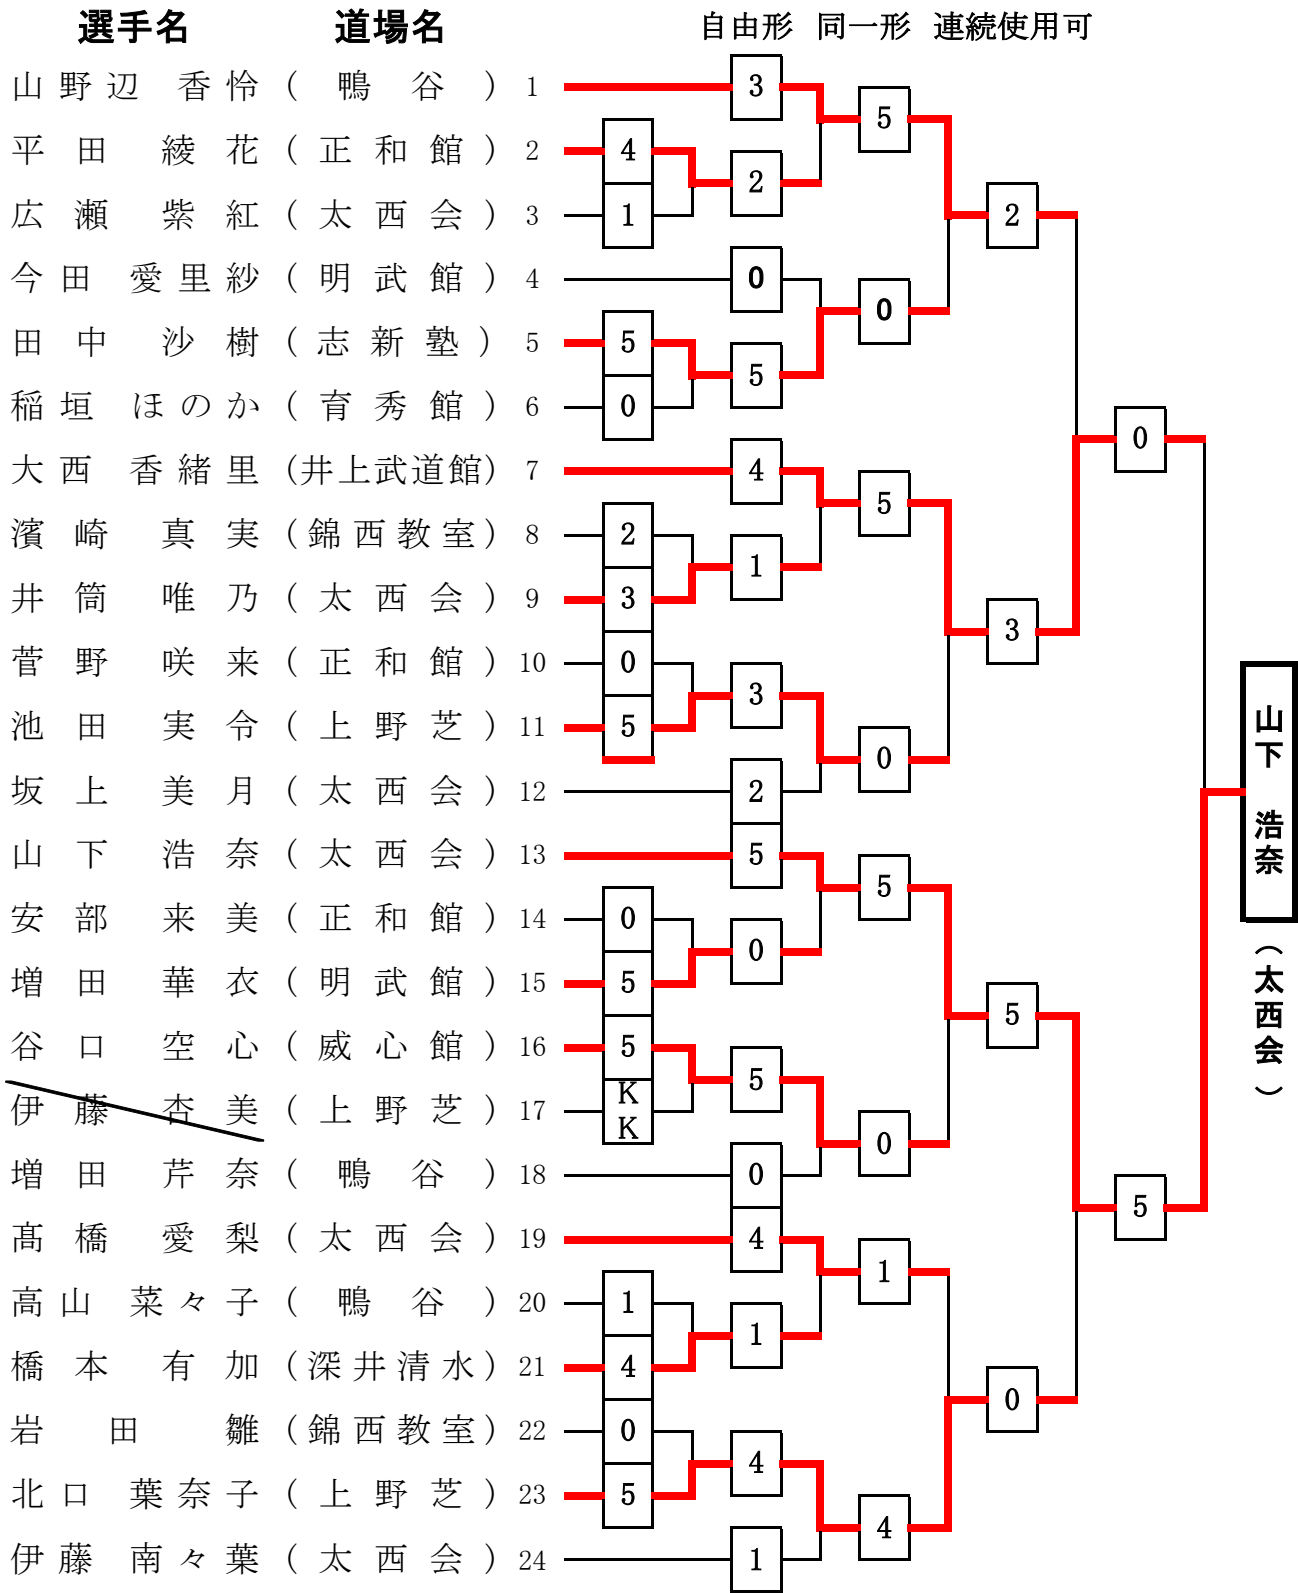 選手名 道場名 自由形 同一形 連続使用可
山野辺 香怜 ( 鴨 谷 ) 1
平田 綾花 ( 正和館 ) 2
広瀬 紫紅 ( 太西会 ) 3
今田 愛里紗 ( 明武館 ) 4
田中 沙樹 ( 志新塾 ) 5
稲垣 ほのか ( 育秀館 ) 6
大西 香緒里 (井上武道館) 7
濱崎 真実 (錦西教室) 8
井筒 唯乃 ( 太西会 ) 9
菅野 咲来 ( 正和館 ) 10
池田 実令 ( 上野芝 ) 11
坂上 美月 ( 太西会 ) 12
山下 浩奈 ( 太西会 ) 13
安部 来美 ( 正和館 ) 14
増田 華衣 ( 明武館 ) 15
谷口 空心 ( 威心館 ) 16
伊藤 杏美 ( 上野芝 ) 17
増田 芹奈 ( 鴨 谷 ) 18
髙橋 愛梨 ( 太西会 ) 19
高山 菜々子 ( 鴨 谷 ) 20
橋本 有加 (深井清水) 21
岩田 雛 (錦西教室) 22
北口 葉奈子 ( 上野芝 ) 23
伊藤 南々葉 ( 太西会 ) 24
4
1
5
0
2
3
0
5
0
5
5
K
K
1
4
0
5
3
2
0
5
4
1
3
2
5
0
5
0
4
1
4
1
5
0
5
0
5
0
1
4
2
3
5
0
0
5
山下 浩奈
(太西会)